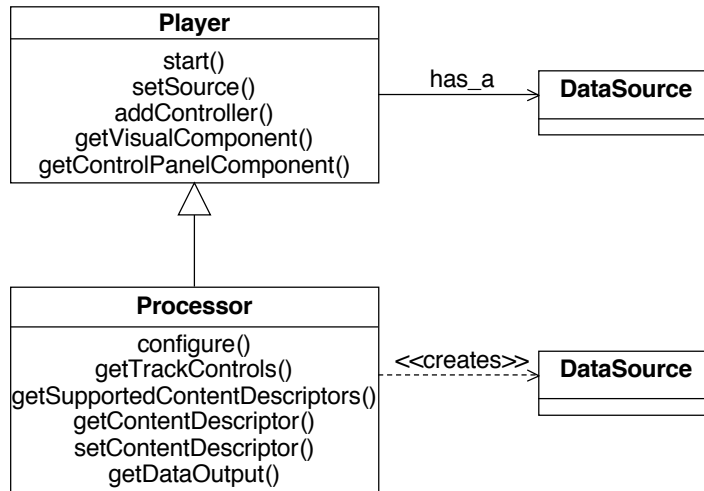 Player
start()
setSource()
addController()
getVisualComponent()
getControlPanelComponent()
has_a
DataSource
Processor
configure()
getTrackControls()
getSupportedContentDescriptors()
getContentDescriptor()
setContentDescriptor()
getDataOutput()
<<creates>>
DataSource